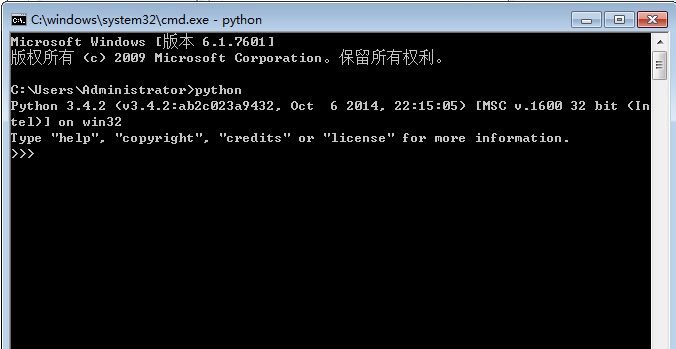 C:\windows\system32\cmd.exe - python
Microsoft Windows [版本 6.1.7601]
版权所有 (c) 2009 Microsoft Corporation。保留所有权利。
C:\Users\Administrator>python
Python 3.4.2 (v3.4.2:ab2c023a9432, Oct  6 2014, 22:15:05) [MSC v.1600 32 bit (In
tel)] on win32
Type "help", "copyright", "credits" or "license" for more information.
>>>